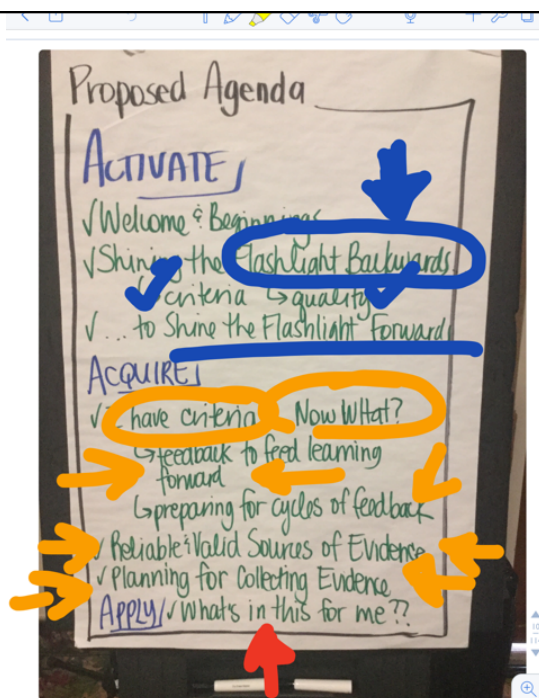 Proposed Agenda
ACTIVATE
✓ Welcome & Beginnings
✓ Shining the Flashlight Backwards
criteria ↳ quality
✓ ... to Shine the Flashlight Forward
ACQUIRE
✓ I have criteria Now What?
↳ feedback to feed learning
forward
↳ preparing for cycles of feedback
✓ Reliable & Valid Sources of Evidence
✓ Planning for Collecting Evidence
APPLY ✓ What's in this for me??